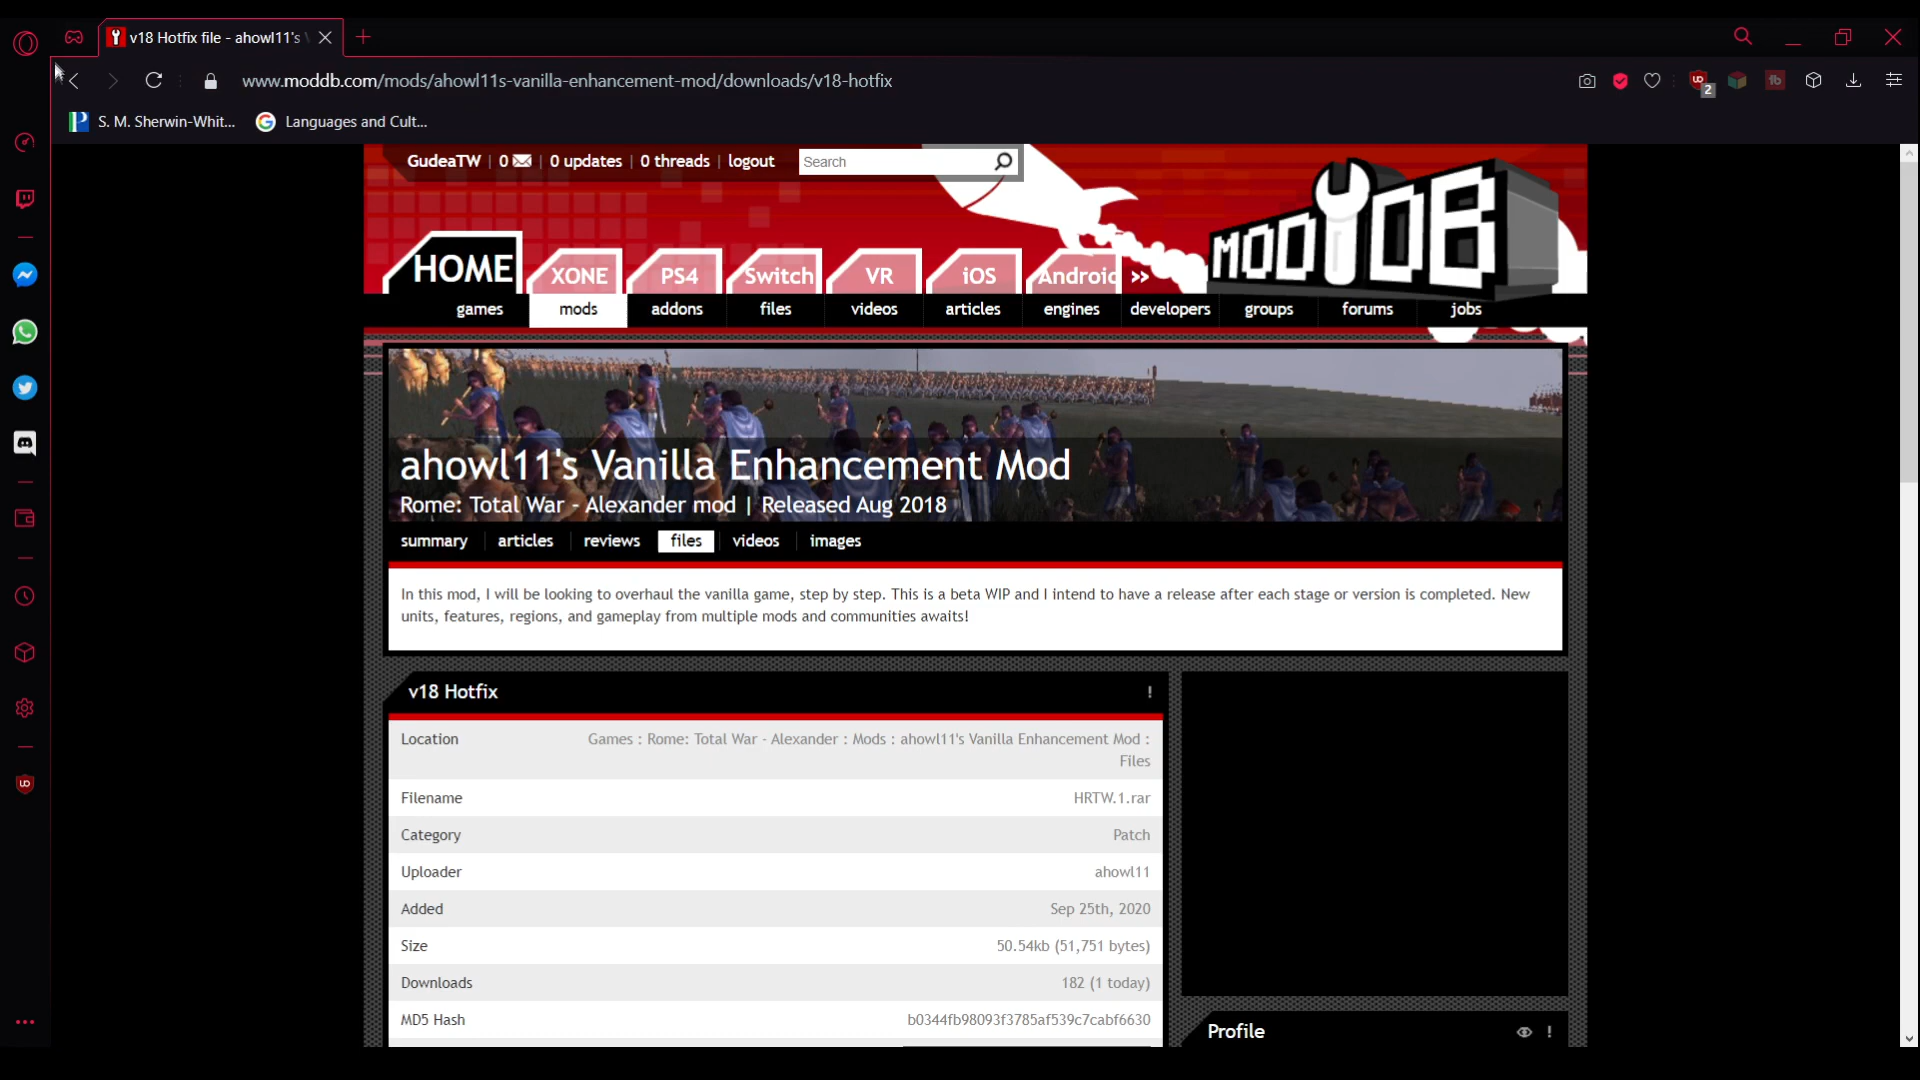 v18 Hotfix file - ahowl11's
www.moddb.com/mods/ahowl11s-vanilla-enhancement-mod/downloads/v18-hotfix
2
S. M. Sherwin-Whit...
Languages and Cult...
GudeaTW | 0 | 0 updates | 0 threads | logout
Search
MODDB
HOME XONE PS4 Switch VR iOS Android »
games mods addons files videos articles engines developers groups forums jobs
ahowl11's Vanilla Enhancement Mod
Rome: Total War - Alexander mod | Released Aug 2018
summary articles reviews files videos images
In this mod, I will be looking to overhaul the vanilla game, step by step. This is a beta WIP and I intend to have a release after each stage or version is completed. New
units, features, regions, and gameplay from multiple mods and communities awaits!
v18 Hotfix !
Location Games : Rome: Total War - Alexander : Mods : ahowl11's Vanilla Enhancement Mod :
Files
Filename HRTW.1.rar
Category Patch
Uploader ahowl11
Added Sep 25th, 2020
Size 50.54kb (51,751 bytes)
Downloads 182 (1 today)
MD5 Hash b0344fb98093f3785af539c7cabf6630
Profile !